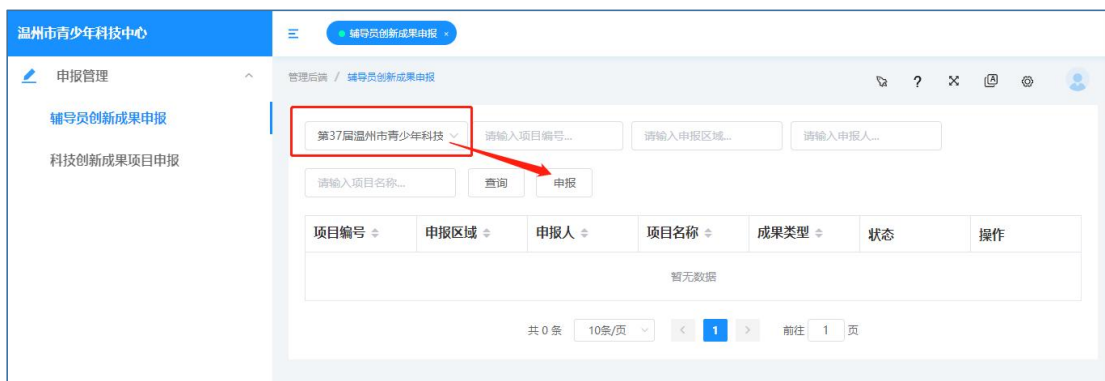 温州市青少年科技中心
辅导员创新成果申报 ×
申报管理
管理后端 / 辅导员创新成果申报
?
辅导员创新成果申报
科技创新成果项目申报
第37届温州市青少年科技
请输入项目编号...
请输入申报区域...
请输入申报人...
请输入项目名称...
查询
申报
项目编号 申报区域 申报人 项目名称 成果类型 状态 操作
暂无数据
共 0 条 10条/页 < 1 > 前往 1 页